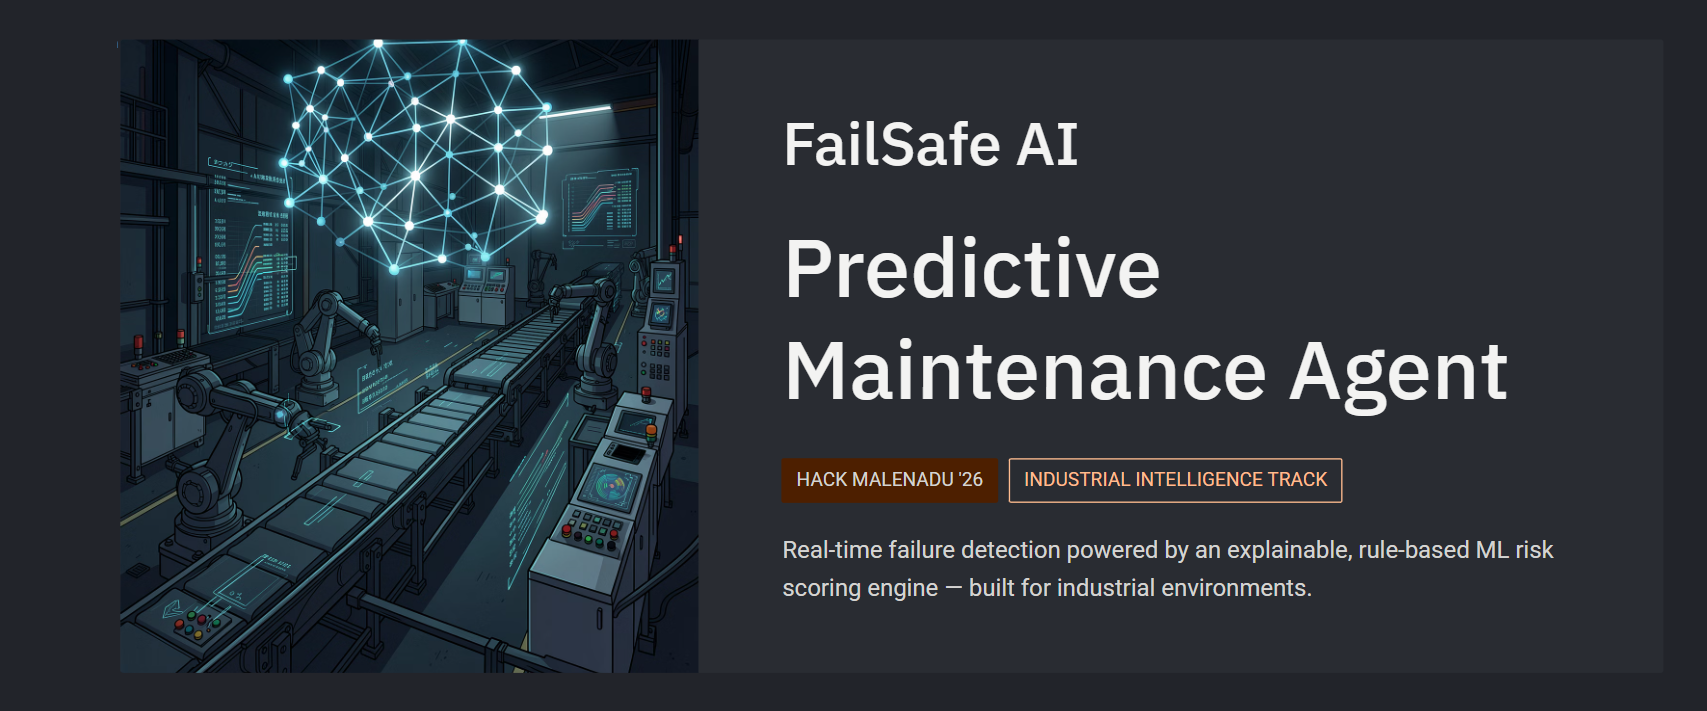 FailSafe AI
Predictive
Maintenance Agent
HACK MALENADU '26
INDUSTRIAL INTELLIGENCE TRACK
Real-time failure detection powered by an explainable, rule-based ML risk
scoring engine — built for industrial environments.